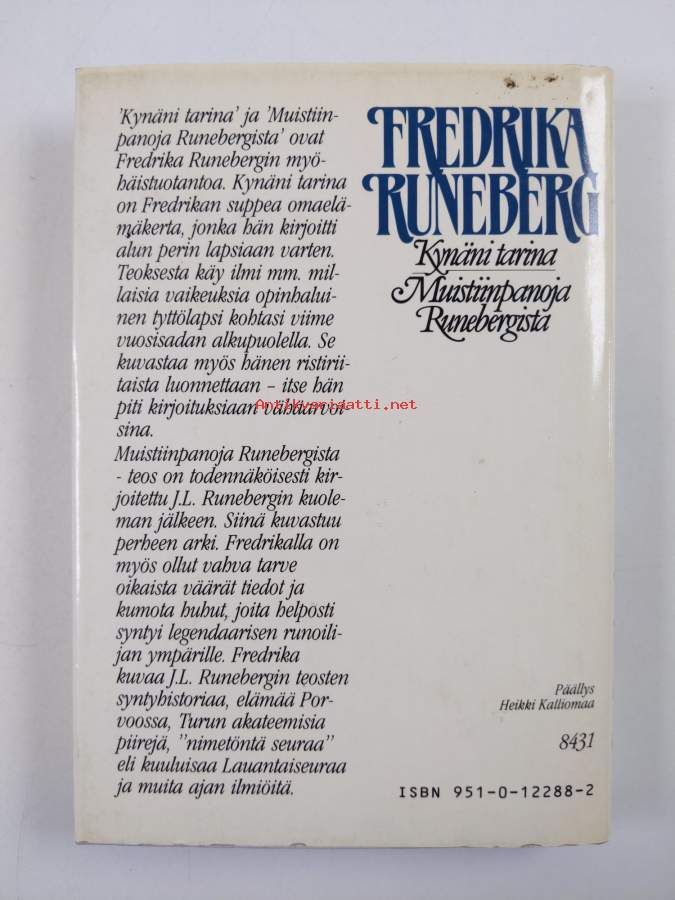 'Kynäni tarina' ja 'Muistiin-
panoja Runebergista' ovat
Fredrika Runebergin myö-
häistuotantoa. Kynäni tarina
on Fredrikan suppea omaelä-
mäkerta, jonka hän kirjoitti
alun perin lapsiaan varten.
Teoksesta käy ilmi mm. mil-
laisia vaikeuksia opinhalui-
nen tyttölapsi kohtasi viime
vuosisadan alkupuolella. Se
kuvastaa myös hänen ristirii-
taista luonnettaan – itse hän
piti kirjoituksiaan vähäarvoi-
sina.
Muistiinpanoja Runebergista
- teos on todennäköisesti kir-
joitettu J.L. Runebergin kuole-
man jälkeen. Siinä kuvastuu
perheen arki. Fredrikalla on
myös ollut vahva tarve
oikaista väärät tiedot ja
kumota huhut, joita helposti
syntyi legendaarisen runoili-
jan ympärille. Fredrika
kuvaa J.L. Runebergin teosten
syntyhistoriaa, elämää Por-
voossa, Turun akateemisia
piirejä, "nimetöntä seuraa"
eli kuuluisaa Lauantaiseuraa
ja muita ajan ilmiöitä.
FREDRIKA
RUNEBERG
Kynäni tarina
Muistiinpanoja
Runebergista
Antikvariaatti.net
Päällys
Heikki Kalliomaa
8431
ISBN 951-0-12288-2